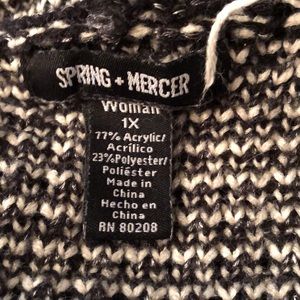 SPRING + MERCER
Woman
1X
77% Acrylic/
Acrílico
23%Polyester/
Poliéster
Made in
China
Hecho en
China
RN 80208